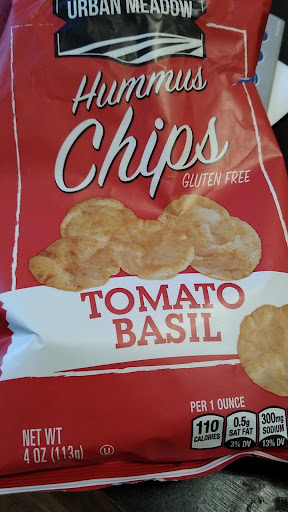 URBAN MEADOW
Hummus
Chips
GLUTEN FREE
TOMATO
BASIL
PER 1 OUNCE
110
CALORIES
0.5g
SAT FAT
3% DV
300mg
SODIUM
13% DV
NET WT
4 OZ (113g)
U